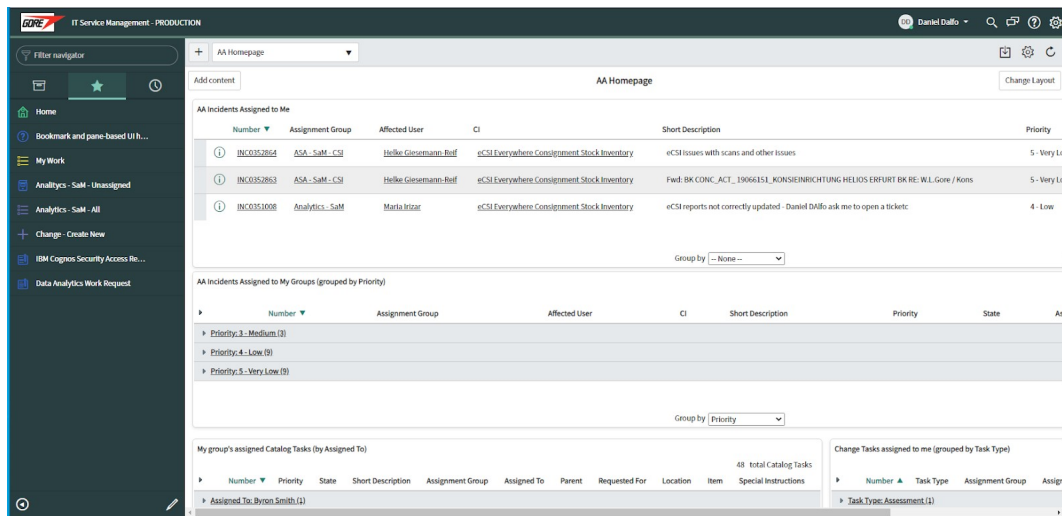 GORE IT Service Management - PRODUCTION
DD Daniel Dalfo
Filter navigator
Home
Bookmark and pane-based UI h...
My Work
Analitycs - SaM - Unassigned
Analytics - SaM - All
Change - Create New
IBM Cognos Security Access Re...
Data Analytics Work Request
+ AA Homepage
Add content
AA Homepage
Change Layout
AA Incidents Assigned to Me
Number Assignment Group Affected User CI Short Description Priority
INC0352864 ASA - SaM - CSI Helke Giesemann-Reif eCSI Everywhere Consignment Stock Inventory eCSI issues with scans and other issues 5 - Very Lo
INC0352863 ASA - SaM - CSI Helke Giesemann-Reif eCSI Everywhere Consignment Stock Inventory Fwd: BK CONC_ACT_ 19066151_KONSIEINRICHTUNG HELIOS ERFURT BK RE: W.L.Gore / Kons 5 - Very Lo
INC0351008 Analytics - SaM Maria Irizar eCSI Everywhere Consignment Stock Inventory eCSI reports not correctly updated - Daniel DAlfo ask me to open a ticketc 4 - Low
Group by -- None --
AA Incidents Assigned to My Groups (grouped by Priority)
Number Assignment Group Affected User CI Short Description Priority State As
Priority: 3 - Medium (3)
Priority: 4 - Low (9)
Priority: 5 - Very Low (9)
Group by Priority
My group's assigned Catalog Tasks (by Assigned To)
48 total Catalog Tasks
Number Priority State Short Description Assignment Group Assigned To Parent Requested For Location Item Special Instructions
Assigned To: Byron Smith (1)
Change Tasks assigned to me (grouped by Task Type)
Number Task Type Assignment Group Assign
Task Type: Assessment (1)